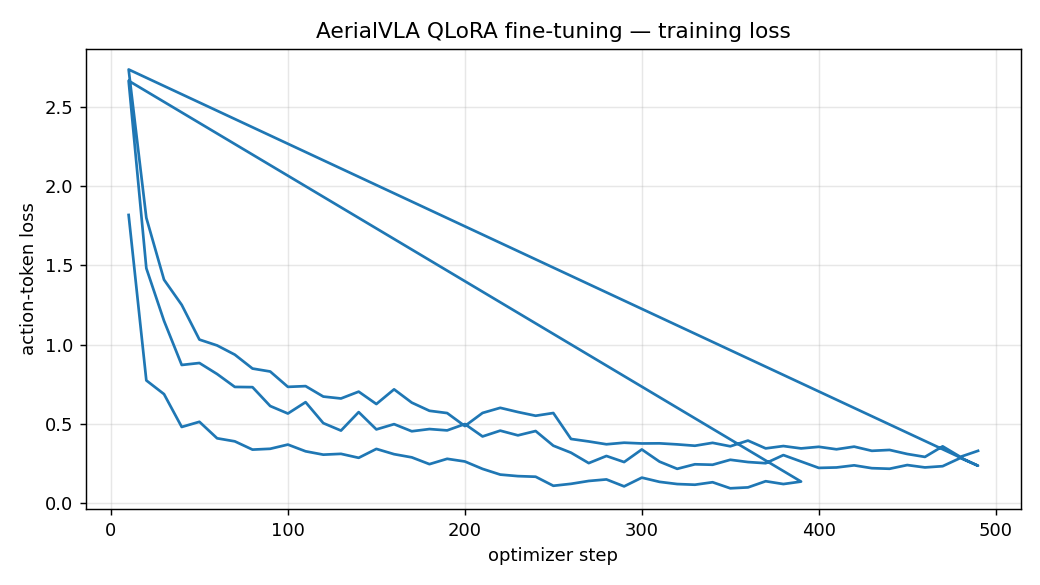 AerialVLA QLoRA fine-tuning — training loss
action-token loss
2.5
2.0
1.5
1.0
0.5
0.0
0 100 200 300 400 500
optimizer step